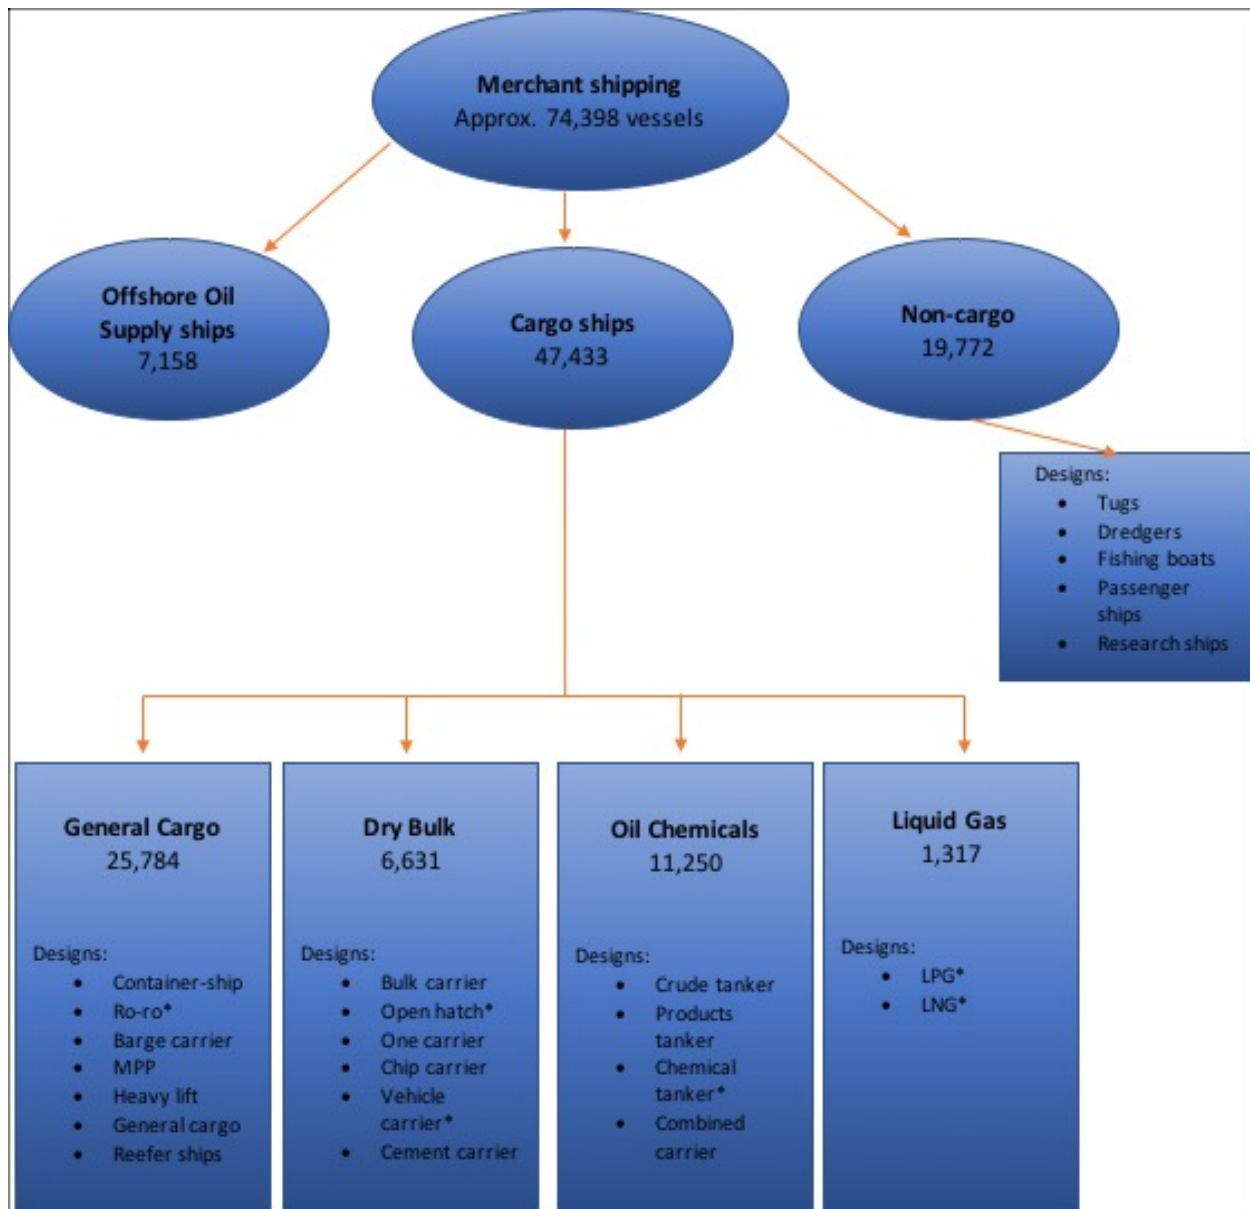 Merchant shipping
Approx. 74,398 vessels
Offshore Oil
Supply ships
7,158
Cargo ships
47,433
Non-cargo
19,772
Designs:
• Tugs
• Dredgers
• Fishing boats
• Passenger
ships
• Research ships
General Cargo
25,784
Designs:
• Container-ship
• Ro-ro*
• Barge carrier
• MPP
• Heavy lift
• General cargo
• Reefer ships
Dry Bulk
6,631
Designs:
• Bulk carrier
• Open hatch*
• One carrier
• Chip carrier
• Vehicle
carrier*
• Cement carrier
Oil Chemicals
11,250
Designs:
• Crude tanker
• Products
tanker
• Chemical
tanker*
• Combined
carrier
Liquid Gas
1,317
Designs:
• LPG*
• LNG*